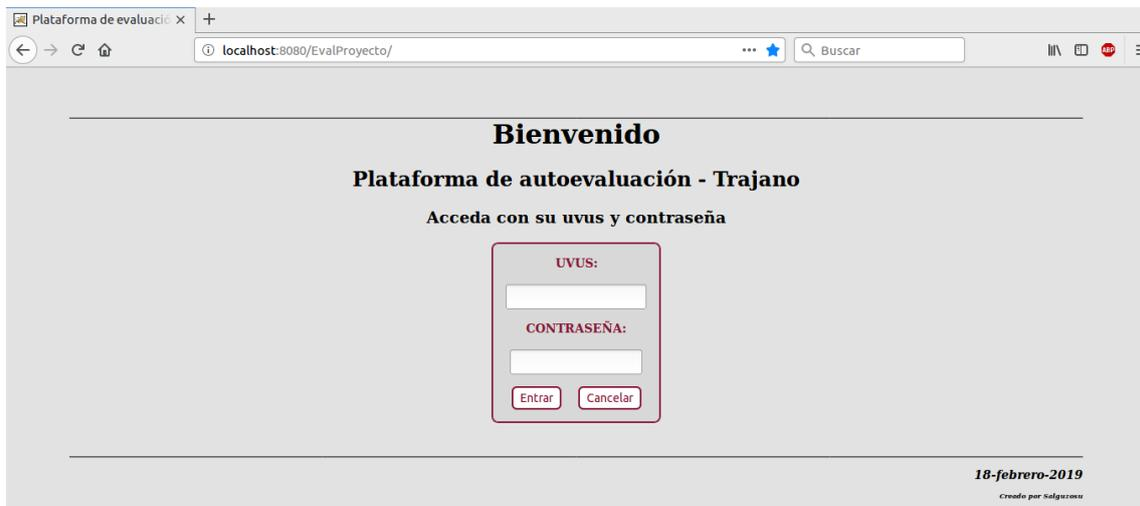 Plataforma de evaluació
localhost:8080/EvalProyecto/
Buscar
ABP
Bienvenido
Plataforma de autoevaluación - Trajano
Acceda con su uvus y contraseña
UVUS:
CONTRASEÑA:
Entrar Cancelar
18-febrero-2019
Creado por Salguzosu